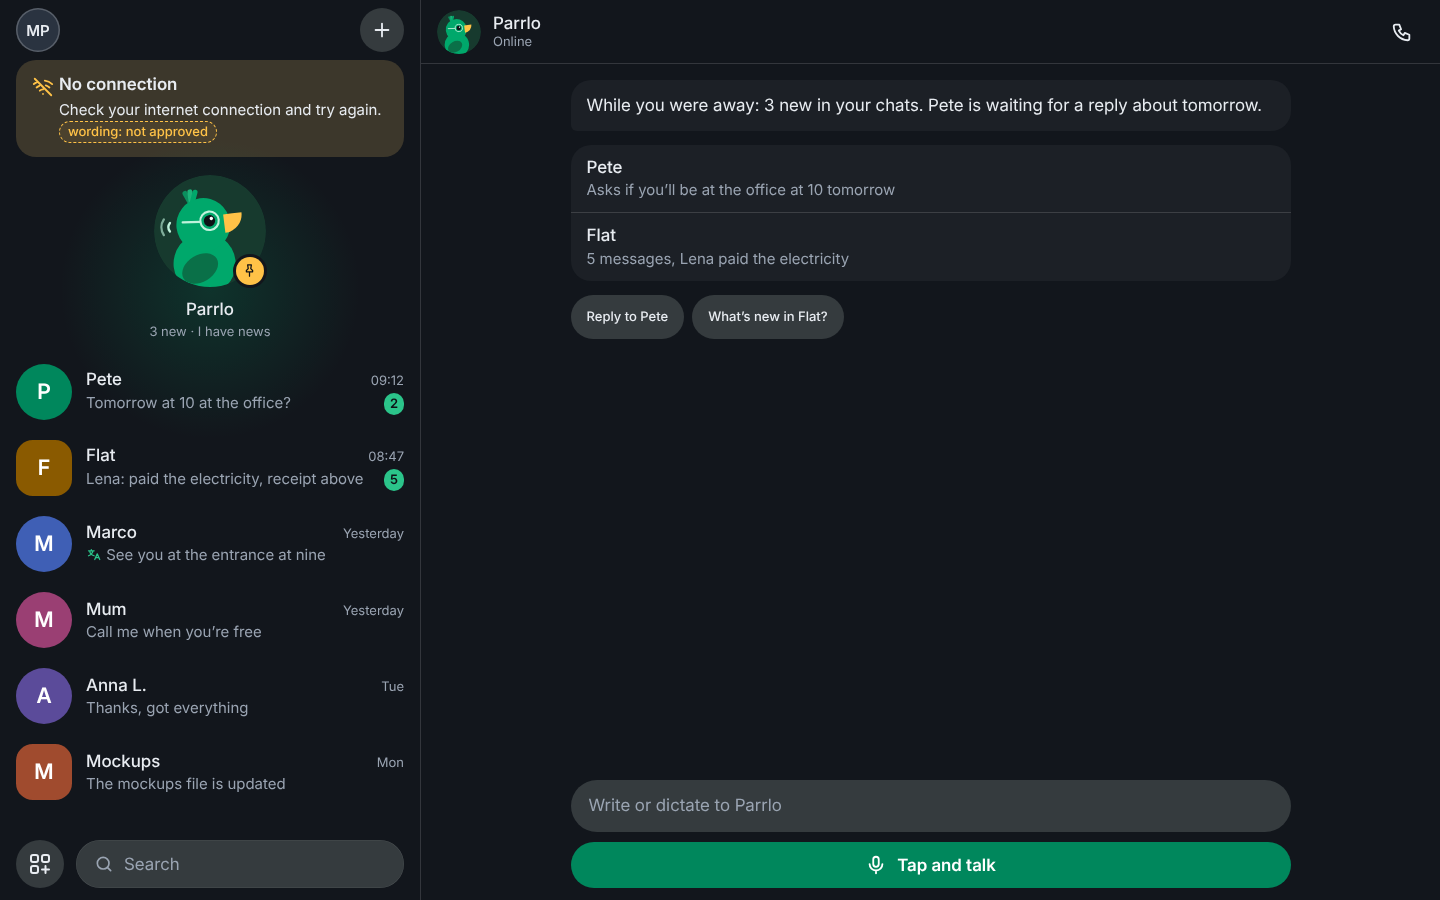 MP
No connection
Check your internet connection and try again.
wording: not approved
Parrlo
3 new · I have news
P
Pete
09:12
Tomorrow at 10 at the office?
2
F
Flat
08:47
Lena: paid the electricity, receipt above
5
M
Marco
Yesterday
See you at the entrance at nine
M
Mum
Yesterday
Call me when you’re free
A
Anna L.
Tue
Thanks, got everything
M
Mockups
Mon
The mockups file is updated
Search
Parrlo
Online
While you were away: 3 new in your chats. Pete is waiting for a reply about tomorrow.
Pete
Asks if you’ll be at the office at 10 tomorrow
Flat
5 messages, Lena paid the electricity
Reply to Pete
What’s new in Flat?
Write or dictate to Parrlo
Tap and talk